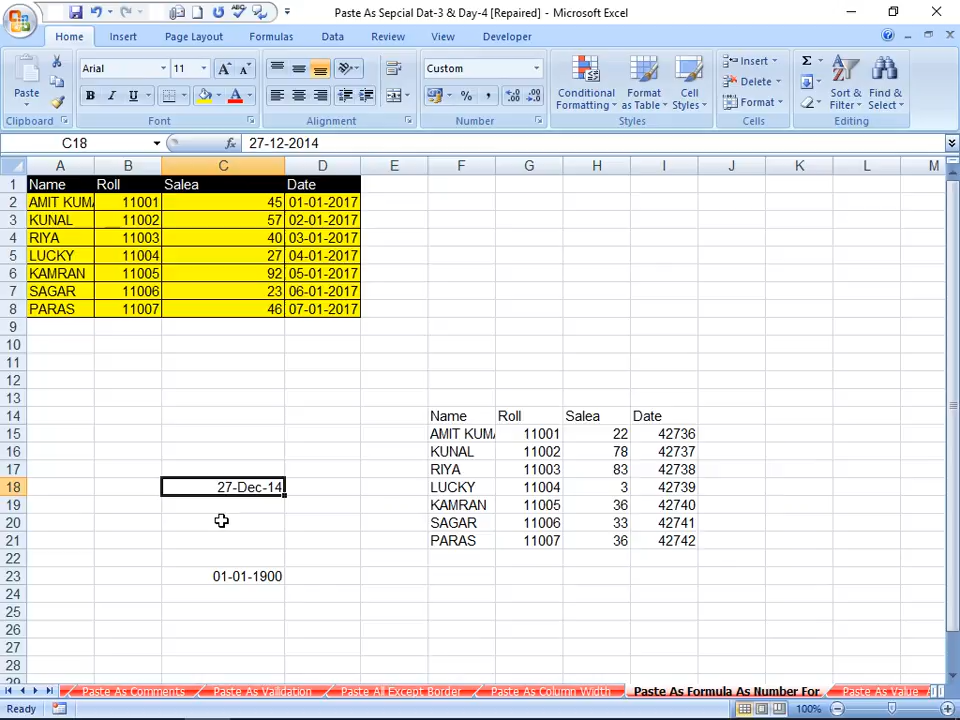 Paste As Sepcial Dat-3 & Day-4 [Repaired] - Microsoft Excel
Home Insert Page Layout Formulas Data Review View Developer
Paste
Arial 11
B I U
Custom
% ,
Conditional Formatting
Format as Table
Cell Styles
Insert
Delete
Format
Σ
Sort & Filter
Find & Select
Clipboard Font Alignment Number Styles Cells Editing
C18 fx 27-12-2014
A B C D E F G H I J K L M
1 Name Roll Salea Date
2 AMIT KUMA 11001 45 01-01-2017
3 KUNAL 11002 57 02-01-2017
4 RIYA 11003 40 03-01-2017
5 LUCKY 11004 27 04-01-2017
6 KAMRAN 11005 92 05-01-2017
7 SAGAR 11006 23 06-01-2017
8 PARAS 11007 46 07-01-2017
9
10
11
12
13
14 Name Roll Salea Date
15 AMIT KUMA 11001 22 42736
16 KUNAL 11002 78 42737
17 RIYA 11003 83 42738
18 27-Dec-14 LUCKY 11004 3 42739
19 KAMRAN 11005 36 42740
20 SAGAR 11006 33 42741
21 PARAS 11007 36 42742
22
23 01-01-1900
24
25
26
27
28
29
Paste As Comments Paste As Vaildation Paste All Except Border Paste As Column Width Paste As Formula As Number For Paste As Value
Ready 100%